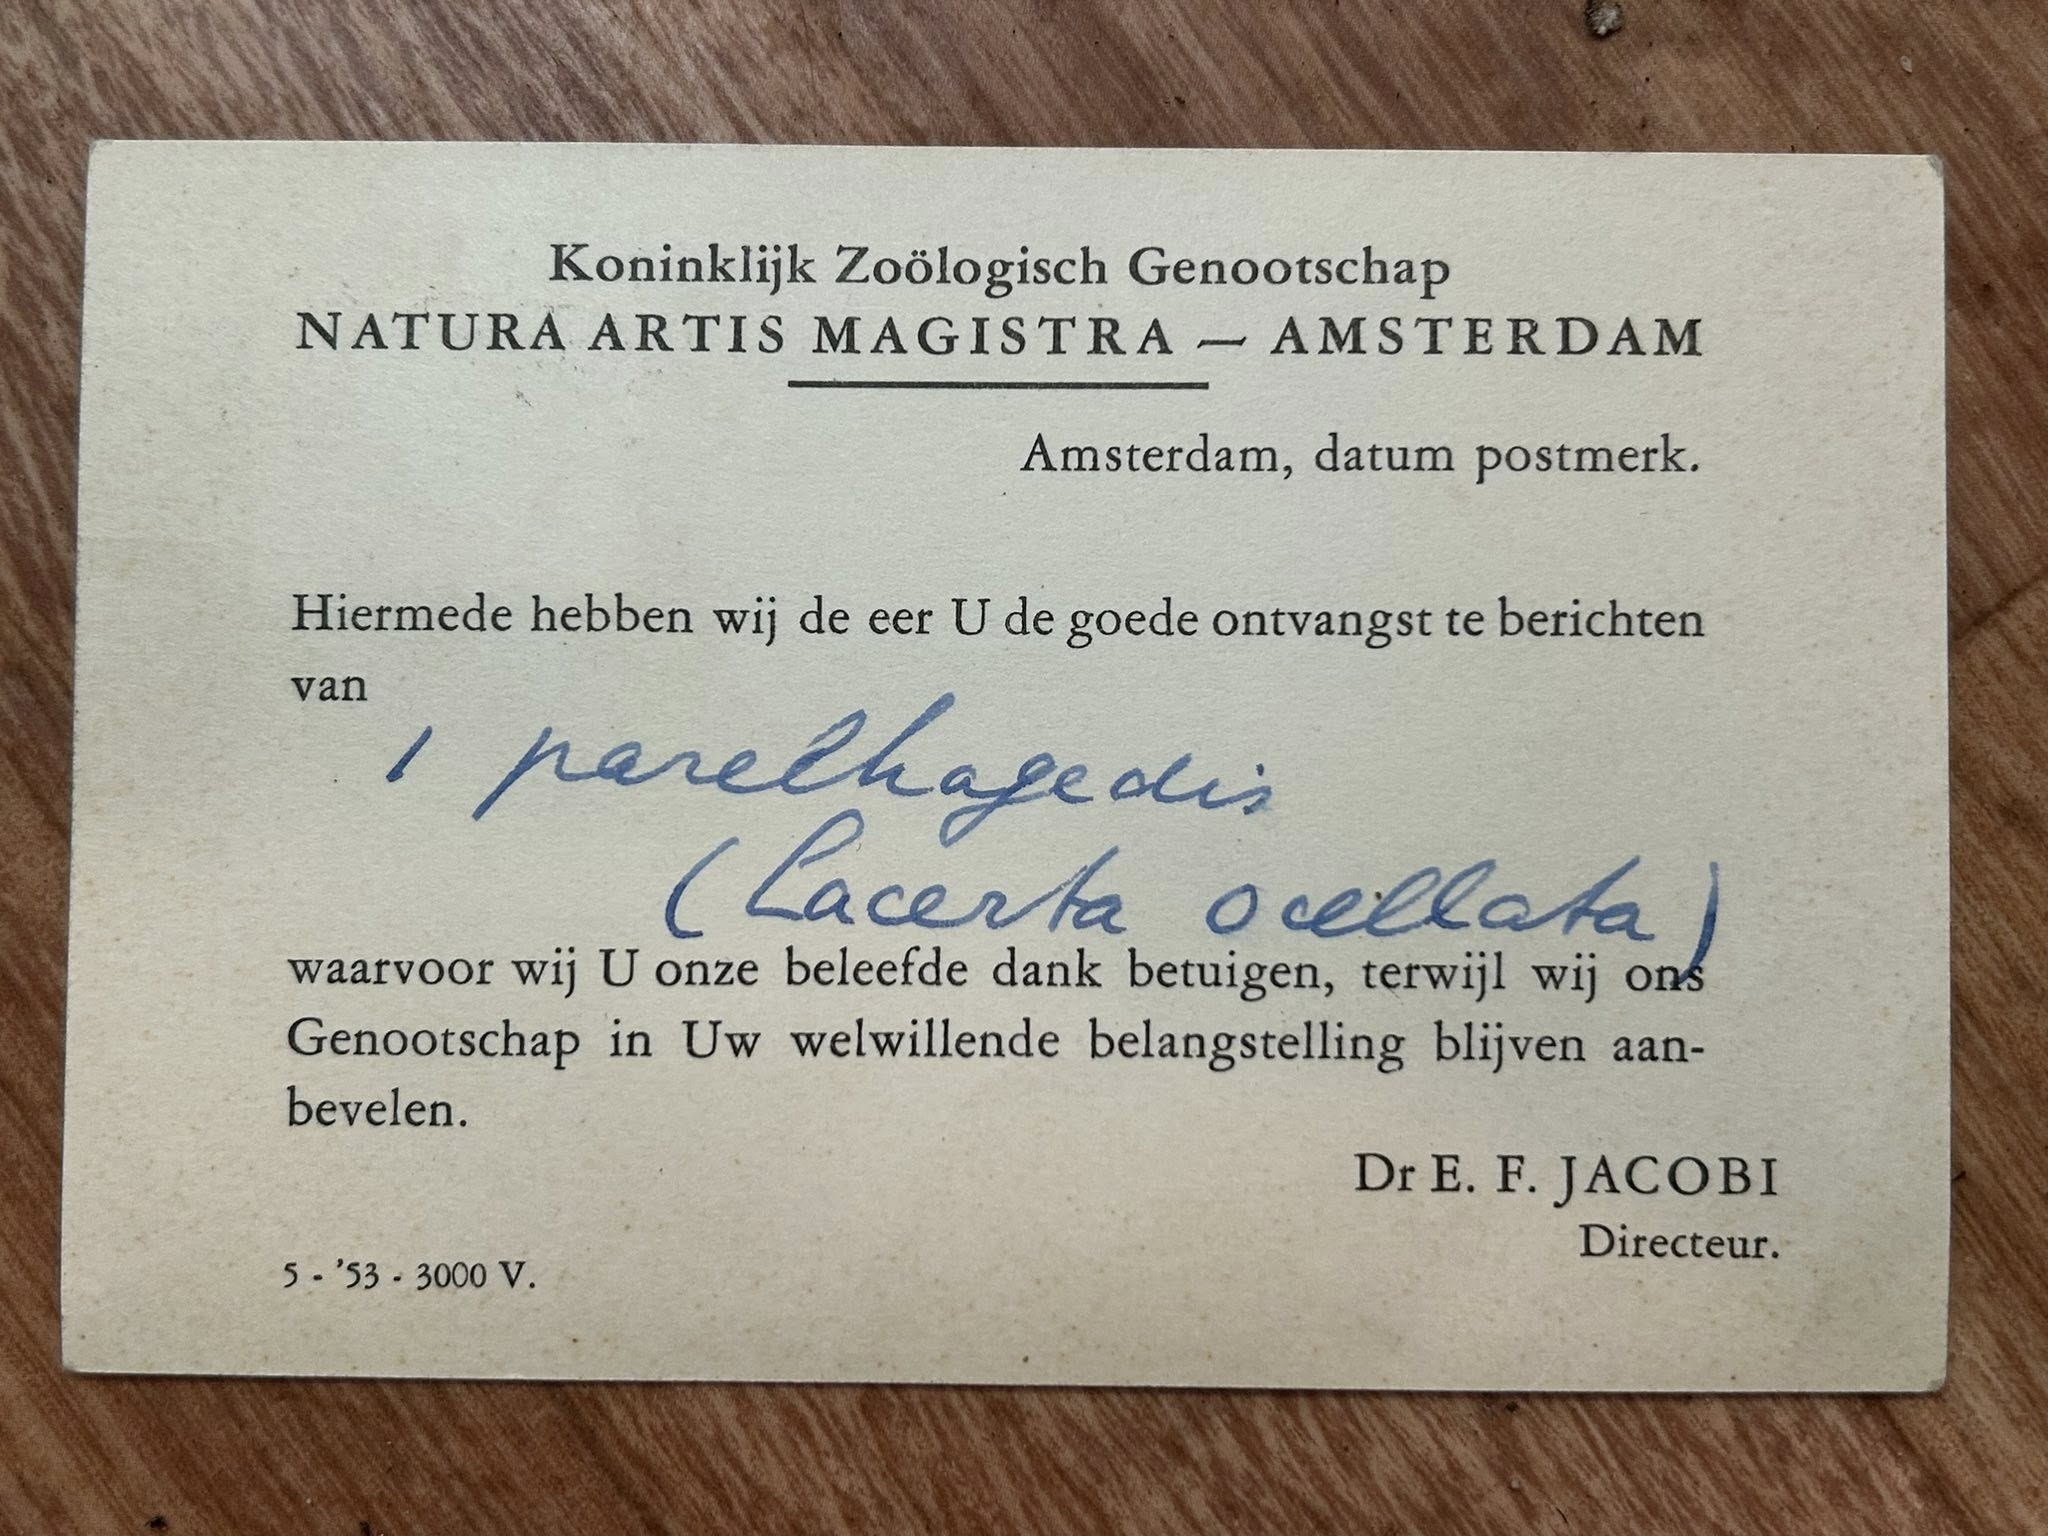 Koninklijk Zoölogisch Genootschap
NATURA ARTIS MAGISTRA — AMSTERDAM
Amsterdam, datum postmerk.
Hiermede hebben wij de eer U de goede ontvangst te berichten
van
1 parelhagedis
(Lacerta ocellata)
waarvoor wij U onze beleefde dank betuigen, terwijl wij ons
Genootschap in Uw welwillende belangstelling blijven aan-
bevelen.
Dr E. F. JACOBI
Directeur.
5 - '53 - 3000 V.